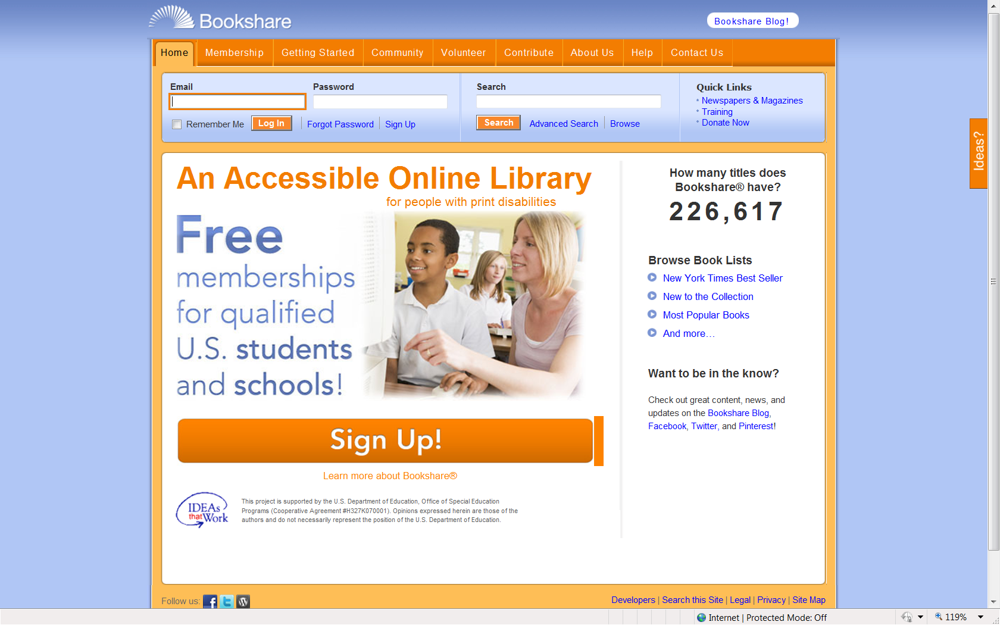 Bookshare
Bookshare Blog!
Home Membership Getting Started Community Volunteer Contribute About Us Help Contact Us
Email Password
Remember Me Log In Forgot Password Sign Up
Search
Search Advanced Search Browse
Quick Links
Newspapers & Magazines
Training
Donate Now
Ideas?
An Accessible Online Library
for people with print disabilities
Free
memberships
for qualified
U.S. students
and schools!
Sign Up!
Learn more about Bookshare®
IDEAs
that Work
This project is supported by the U.S. Department of Education, Office of Special Education
Programs (Cooperative Agreement #H327K070001). Opinions expressed herein are those of the
authors and do not necessarily represent the position of the U.S. Department of Education.
How many titles does
Bookshare® have?
226,617
Browse Book Lists
New York Times Best Seller
New to the Collection
Most Popular Books
And more…
Want to be in the know?
Check out great content, news, and
updates on the Bookshare Blog,
Facebook, Twitter, and Pinterest!
Follow us:
Developers | Search this Site | Legal | Privacy | Site Map
Internet | Protected Mode: Off
119%